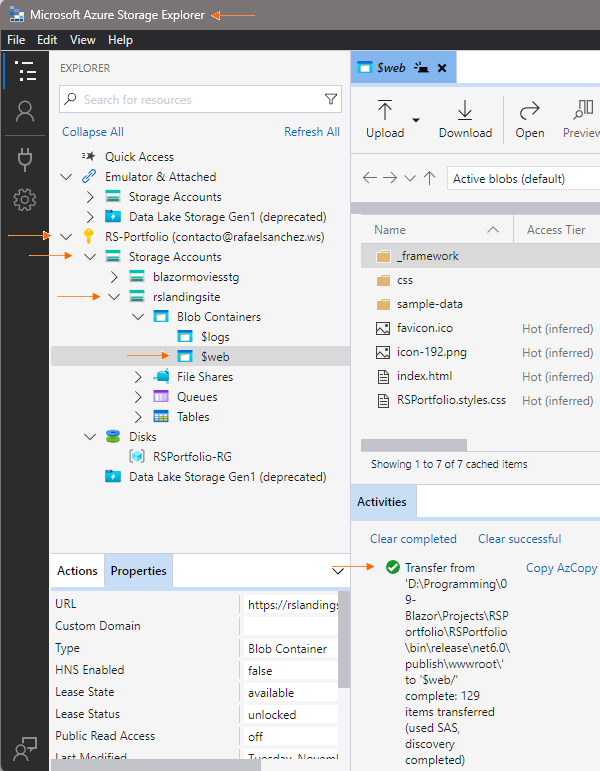 Microsoft Azure Storage Explorer
File Edit View Help
EXPLORER
Search for resources
Collapse All Refresh All
Quick Access
Emulator & Attached
Storage Accounts
Data Lake Storage Gen1 (deprecated)
RS-Portfolio (contacto@rafaelsanchez.ws)
Storage Accounts
blazormoviesstg
rslandingsite
Blob Containers
$logs
$web
File Shares
Queues
Tables
Disks
RSPortfolio-RG
Data Lake Storage Gen1 (deprecated)
Actions Properties
URL https://rslandings
Custom Domain
Type Blob Container
HNS Enabled false
Lease State available
Lease Status unlocked
Public Read Access off
Last Modified Tuesday, Novem
$web
Upload Download Open Preview
Active blobs (default)
Name Access Tier
_framework
css
sample-data
favicon.ico Hot (inferred)
icon-192.png Hot (inferred)
index.html Hot (inferred)
RSPortfolio.styles.css Hot (inferred)
Showing 1 to 7 of 7 cached items
Activities
Clear completed Clear successful
Transfer from Copy AzCopy
'D:\Programming\0
9-
Blazor\Projects\RSP
ortfolio\RSPortfolio
\bin\release\net6.0\
publish\wwwroot\'
to '$web/'
complete: 129
items transferred
(used SAS,
discovery
completed)